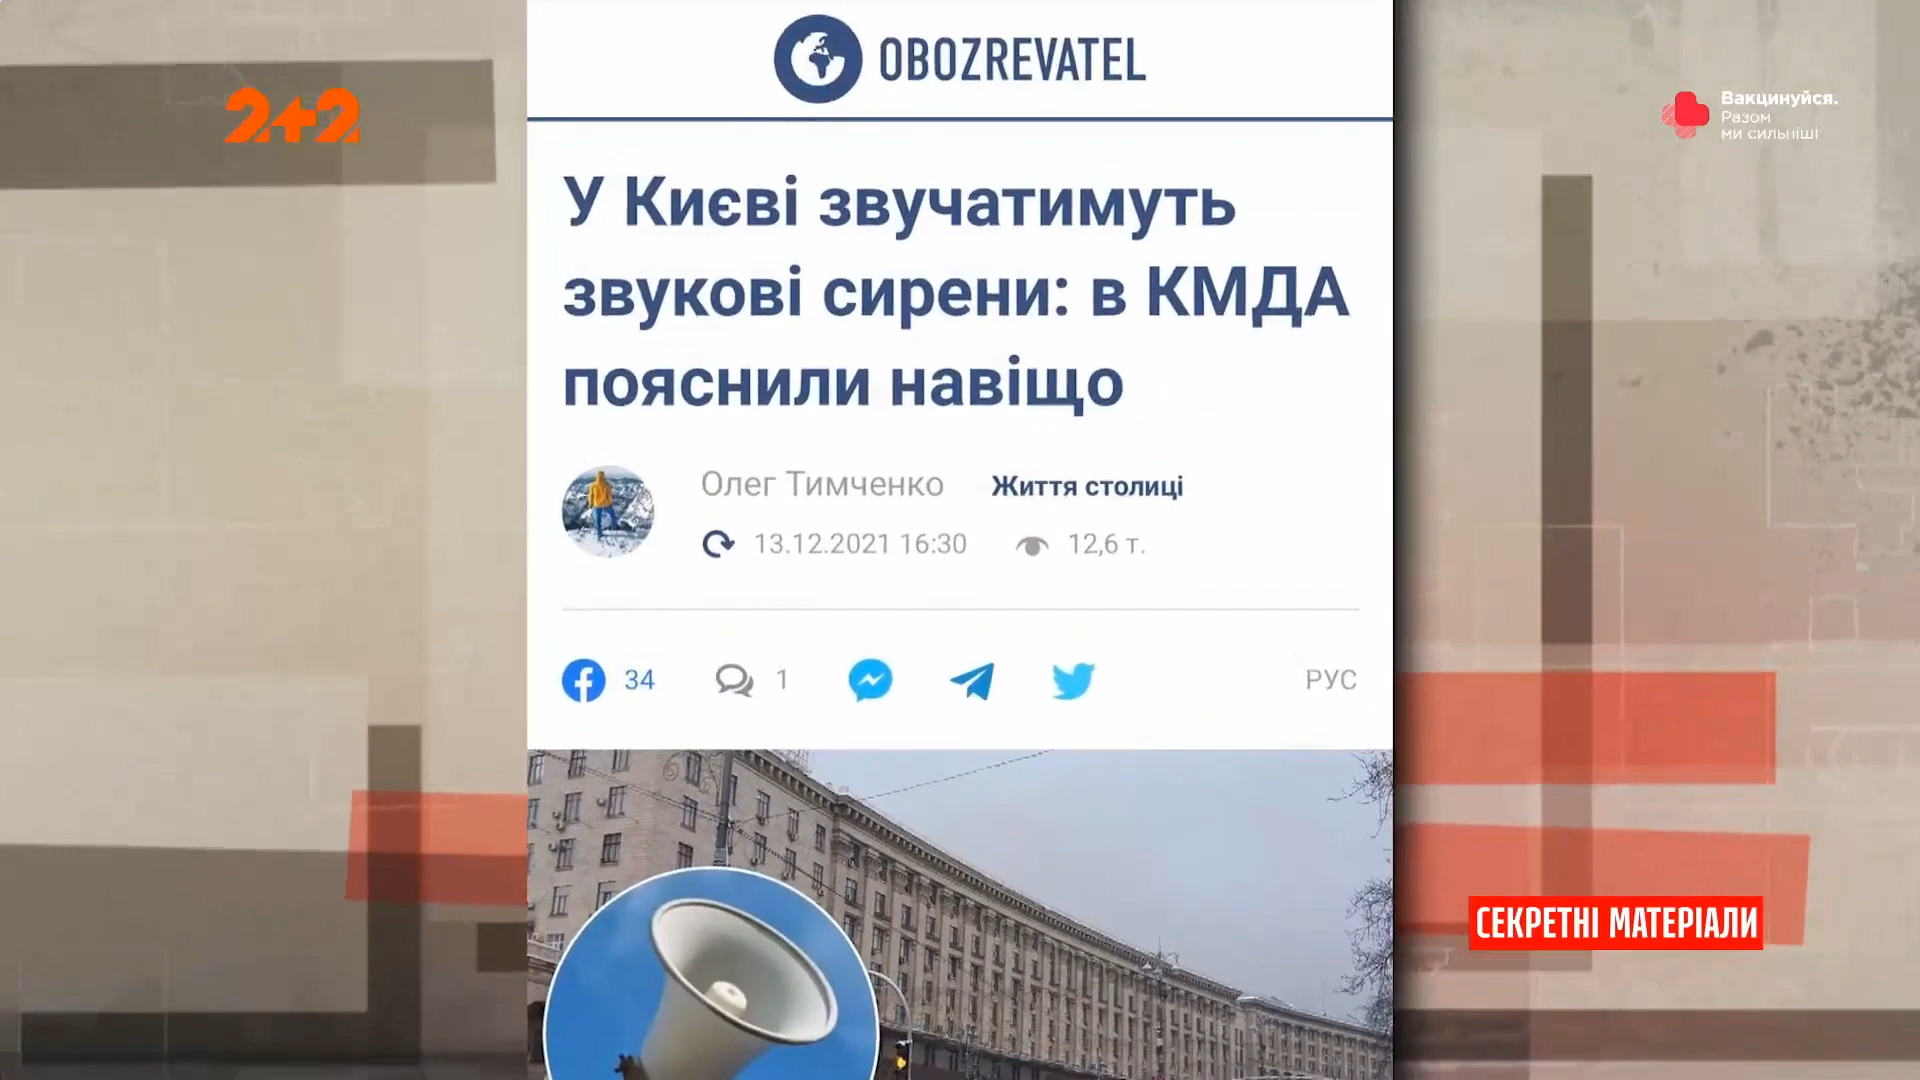 OBOZREVATEL
2+2
Вакцинуйся.
Разом
ми сильніші
У Києві звучатимуть
звукові сирени: в КМДА
пояснили навіщо
Олег Тимченко Життя столиці
13.12.2021 16:30 12,6 т.
34 1 РУС
СЕКРЕТНІ МАТЕРІАЛИ